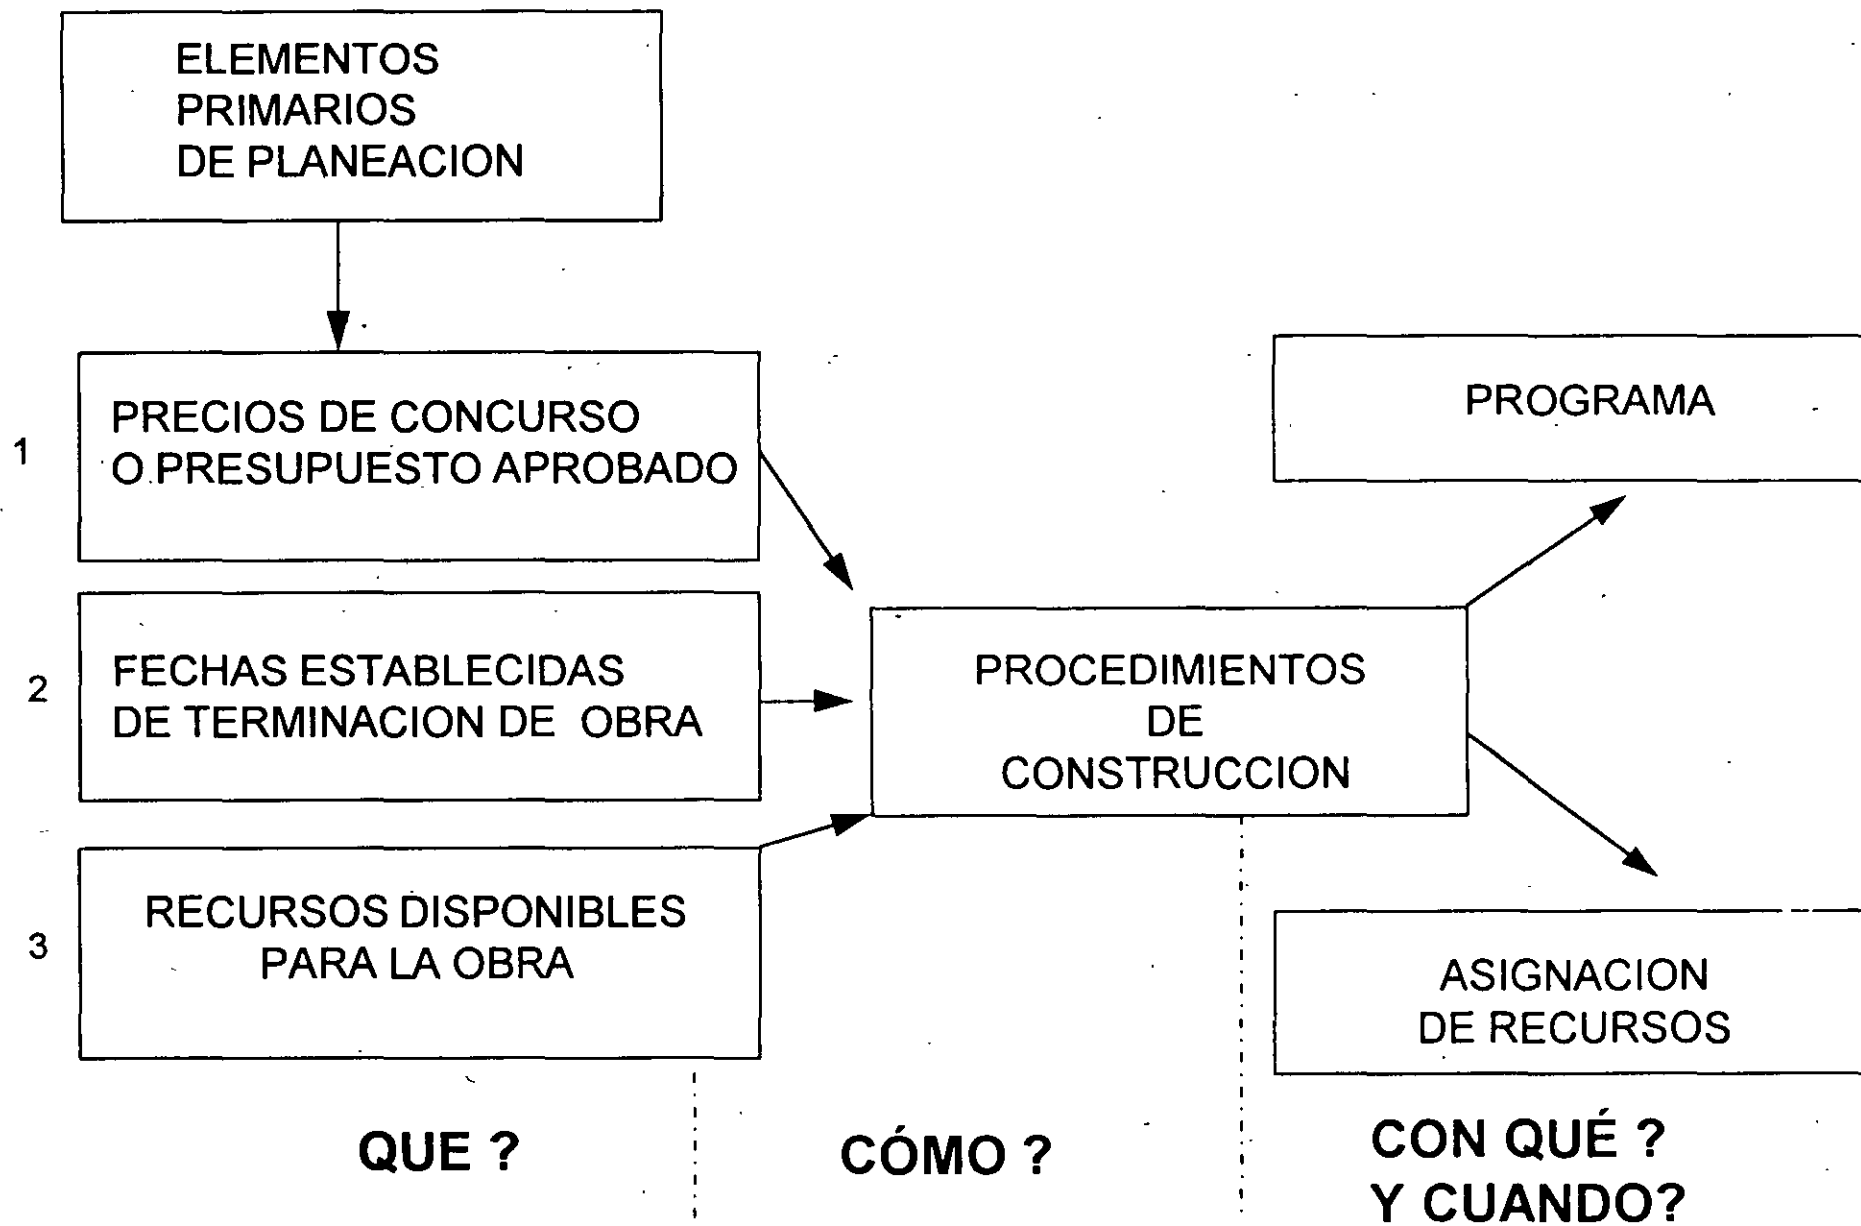 ELEMENTOS
PRIMARIOS
DE PLANEACION
1
PRECIOS DE CONCURSO
O PRESUPUESTO APROBADO
2
FECHAS ESTABLECIDAS
DE TERMINACION DE OBRA
3
RECURSOS DISPONIBLES
PARA LA OBRA
PROCEDIMIENTOS
DE
CONSTRUCCION
PROGRAMA
ASIGNACION
DE RECURSOS
QUE ?
CÓMO ?
CON QUÉ ?
Y CUANDO?